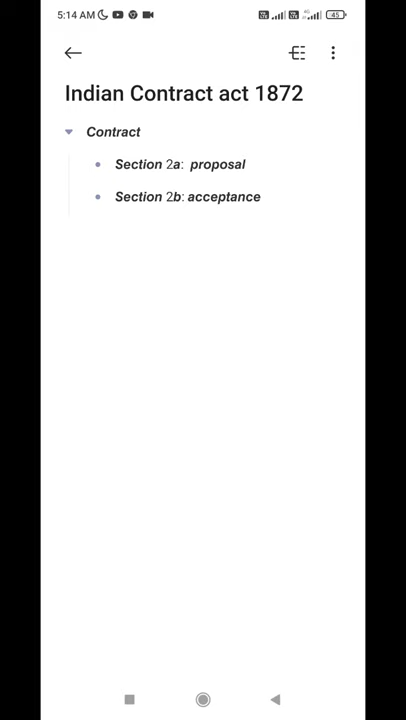 5:14 AM
45
Indian Contract act 1872
Contract
Section 2a: proposal
Section 2b: acceptance